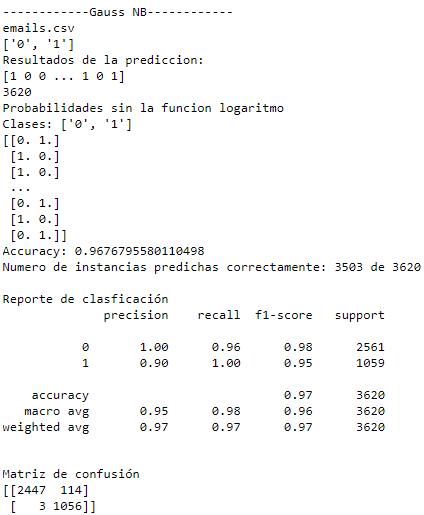 ------------Gauss NB------------
emails.csv
['0', '1']
Resultados de la prediccion:
[1 0 0 ... 1 0 1]
3620
Probabilidades sin la funcion logaritmo
Clases: ['0', '1']
[[0. 1.]
 [1. 0.]
 [1. 0.]
 ...
 [0. 1.]
 [1. 0.]
 [0. 1.]]
Accuracy: 0.9676795580110498
Numero de instancias predichas correctamente: 3503 de 3620
Reporte de clasficación
              precision    recall  f1-score   support
           0       1.00      0.96      0.98      2561
           1       0.90      1.00      0.95      1059
    accuracy                           0.97      3620
   macro avg       0.95      0.98      0.96      3620
weighted avg       0.97      0.97      0.97      3620
Matriz de confusión
[[2447  114]
 [   3 1056]]